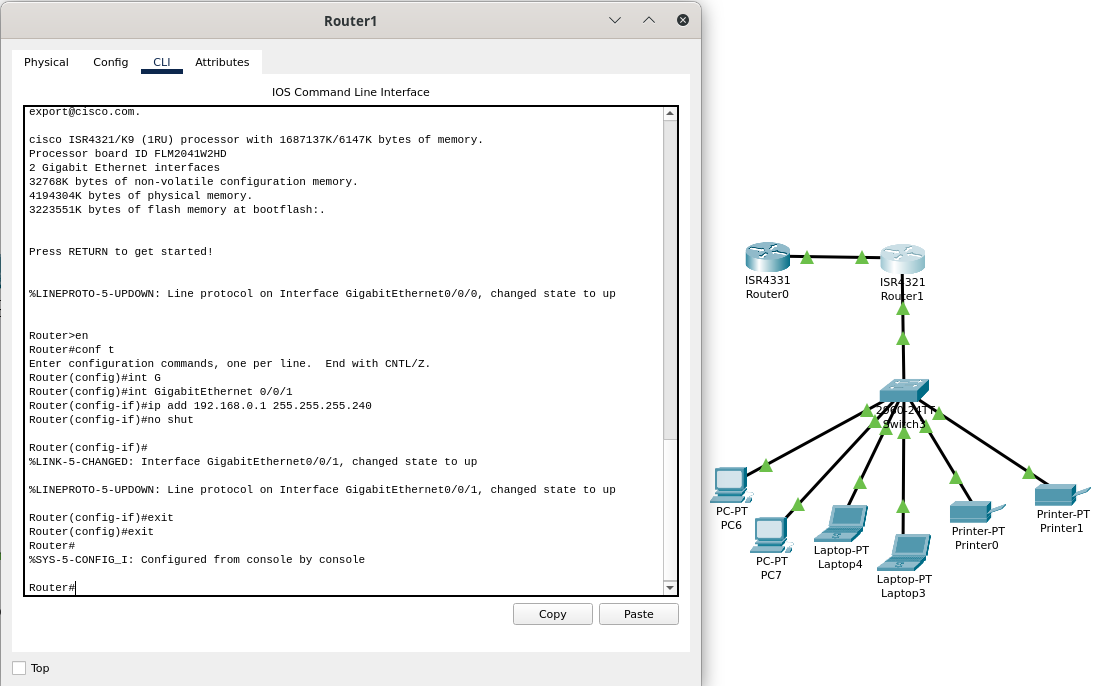 Router1
Physical Config CLI Attributes
IOS Command Line Interface
export@cisco.com.
cisco ISR4321/K9 (1RU) processor with 1687137K/6147K bytes of memory.
Processor board ID FLM2041W2HD
2 Gigabit Ethernet interfaces
32768K bytes of non-volatile configuration memory.
4194304K bytes of physical memory.
3223551K bytes of flash memory at bootflash:.
Press RETURN to get started!
%LINEPROTO-5-UPDOWN: Line protocol on Interface GigabitEthernet0/0/0, changed state to up
Router>en
Router#conf t
Enter configuration commands, one per line.  End with CNTL/Z.
Router(config)#int G
Router(config)#int GigabitEthernet 0/0/1
Router(config-if)#ip add 192.168.0.1 255.255.255.240
Router(config-if)#no shut
Router(config-if)#
%LINK-5-CHANGED: Interface GigabitEthernet0/0/1, changed state to up
%LINEPROTO-5-UPDOWN: Line protocol on Interface GigabitEthernet0/0/1, changed state to up
Router(config-if)#exit
Router(config)#exit
Router#
%SYS-5-CONFIG_I: Configured from console by console
Router#
Copy Paste
Top
ISR4331
Router0
ISR4321
Router1
2960-24TT
Switch3
PC-PT
PC6
PC-PT
PC7
Laptop-PT
Laptop4
Laptop-PT
Laptop3
Printer-PT
Printer0
Printer-PT
Printer1